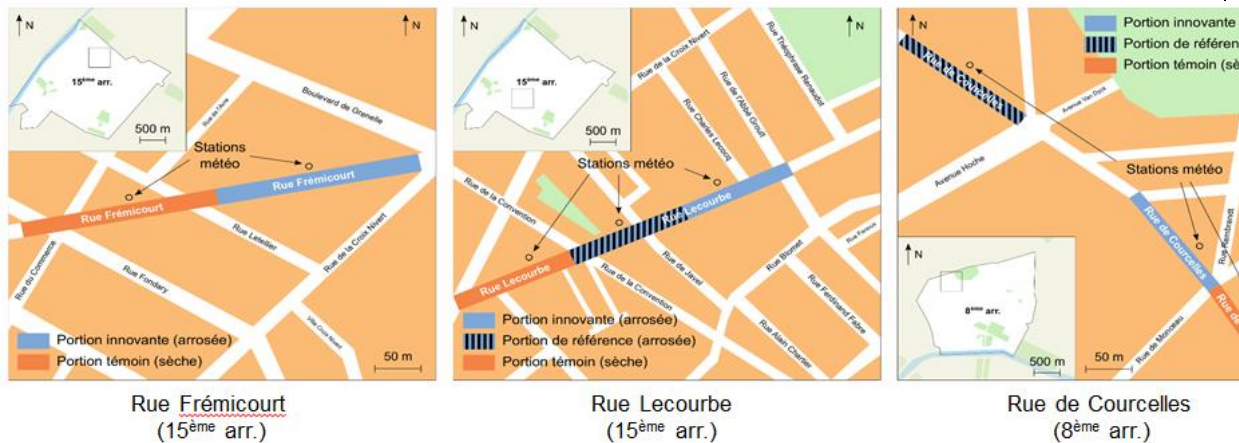 N
15ème arr.
500 m
Rue de l'Avre
Boulevard de Grenelle
Stations
météo
Rue Frémicourt
Rue Frémicourt
Rue du Commerce
Rue Letellier
Rue de la Croix Nivert
Rue Fondary
Villa Croix Nivert
Portion innovante (arrosée)
Portion témoin (sèche)
50 m
Rue Frémicourt
(15ème arr.)
N
15ème arr.
500 m
Rue de la Croix Nivert
Rue Théophrase Renaudot
Rue de l'Abbé Groult
Rue Charles Lecocq
Stations météo
Rue de la Convention
Rue Lecourbe
Rue Lecourbe
Rue de Javel
Rue Blomet
Rue de la Convention
Rue Ferdinand Fabre
Rue Alain Chartier
Portion innovante (arrosée)
Portion de référence (arrosée)
Portion témoin (sèche)
50 m
N
Rue Lecourbe
(15ème arr.)
N
Portion innovante
Portion de référen
Portion témoin (sè
Rue de Courcelles
Avenue Van Dyck
Avenue Hoche
Stations météo
Rue de Courcelles
Rue Rembrandt
Rue de
Rue de Monceau
N
8ème arr.
500 m
50 m
Rue de Courcelles
(8ème arr.)